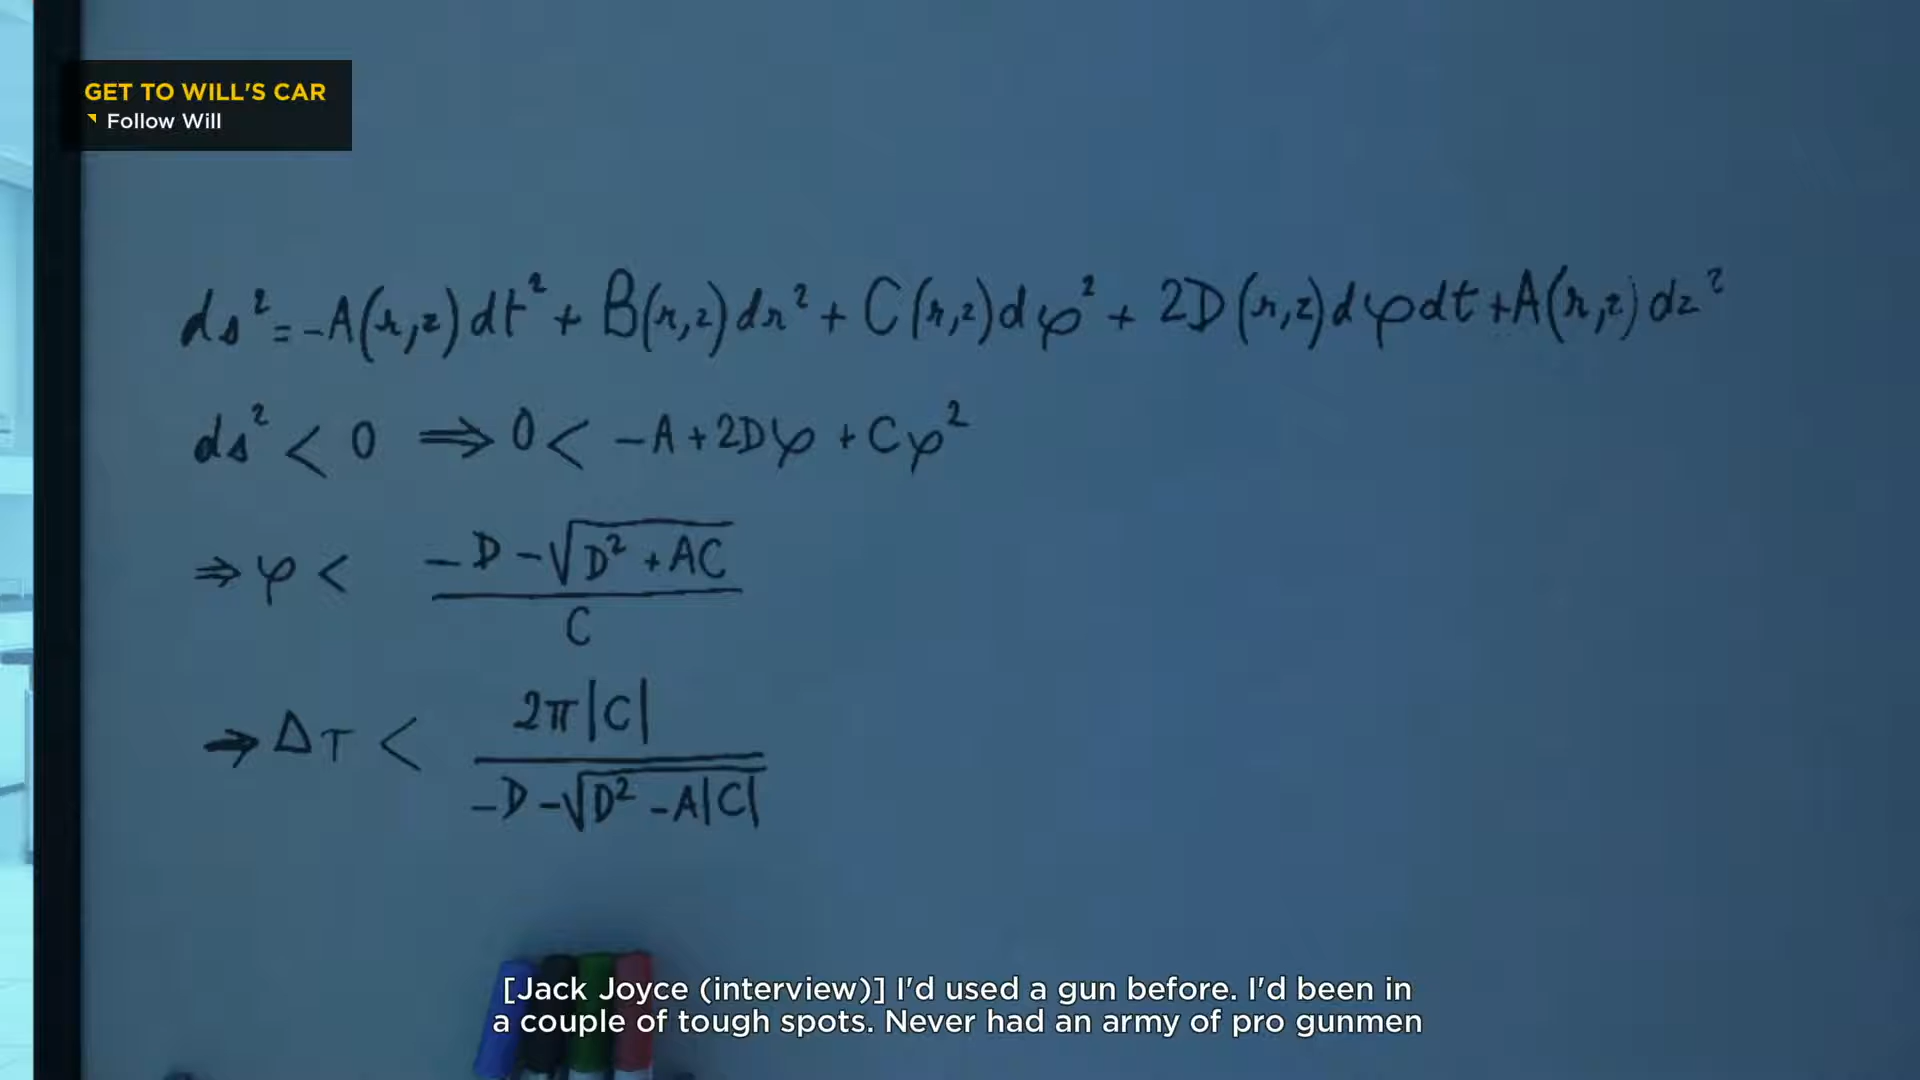 GET TO WILL'S CAR
Follow Will
ds² = -A(r,z)dt² + B(r,z)dr² + C(r,z)dφ² + 2D(r,z)dφdt + A(r,z)dz²
ds² < 0 ⇒ 0 < -A + 2Dφ + Cφ²
⇒ φ < (-D - √(D² + AC)) / C
⇒ ΔT < 2π|C| / (-D - √(D² - A|C|))
[Jack Joyce (interview)] I'd used a gun before. I'd been in
a couple of tough spots. Never had an army of pro gunmen